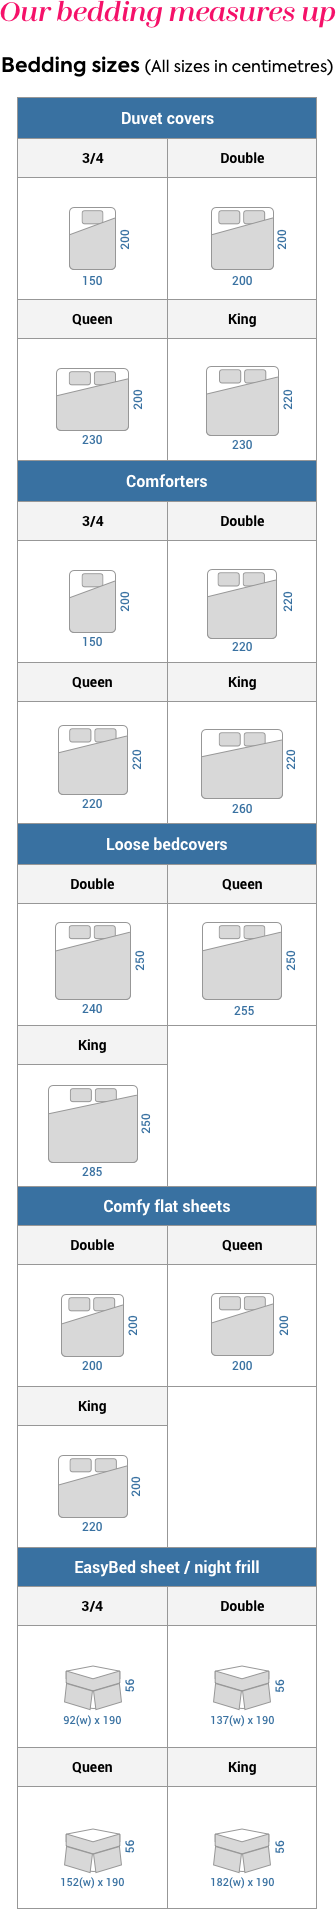 Our bedding measures up
Bedding sizes (All sizes in centimetres)
Duvet covers
3/4 Double
200 200
150 200
Queen King
200 220
230 230
Comforters
3/4 Double
200 220
150 220
Queen King
220 220
220 260
Loose bedcovers
Double Queen
250 250
240 255
King
250
285
Comfy flat sheets
Double Queen
200 200
200 200
King
200
220
EasyBed sheet / night frill
3/4 Double
56 56
92(w) x 190 137(w) x 190
Queen King
56 56
152(w) x 190 182(w) x 190